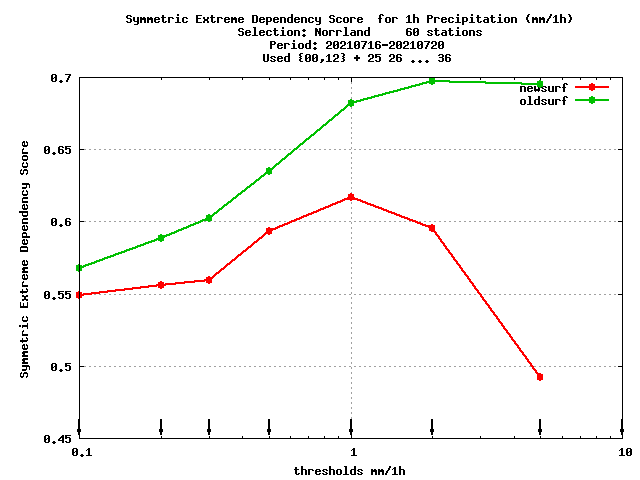 Symmetric Extreme Dependency Score  for 1h Precipitation (mm/1h)
Selection: Norrland     60 stations
Period: 20210716-20210720
Used {00,12} + 25 26 ... 36
newsurf
oldsurf
Symmetric Extreme Dependency Score
0.7
0.65
0.6
0.55
0.5
0.45
0.1 1 10
thresholds mm/1h